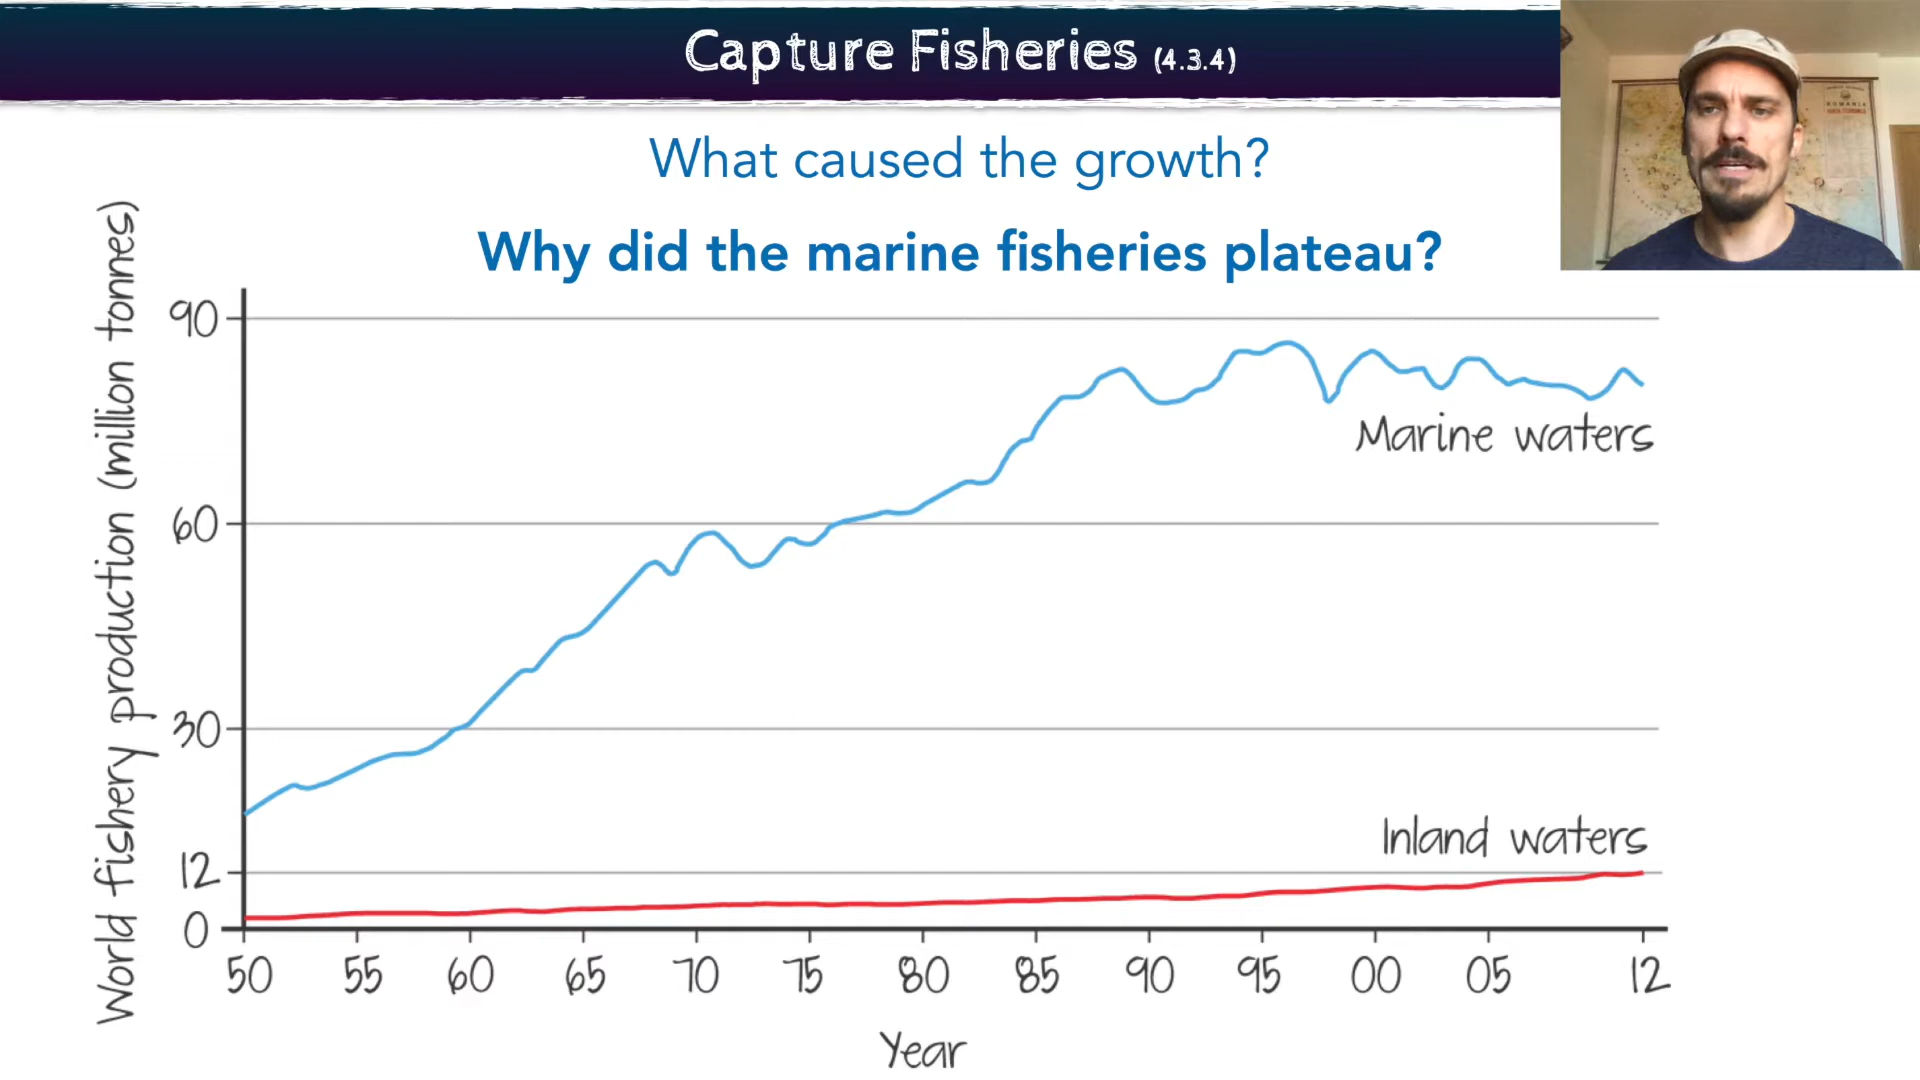 Capture Fisheries (4.3.4)
What caused the growth?
Why did the marine fisheries plateau?
ROMANIA
World fishery production (million tonnes)
90
60
30
12
0
Marine waters
Inland waters
50 55 60 65 70 75 80 85 90 95 00 05 12
Year